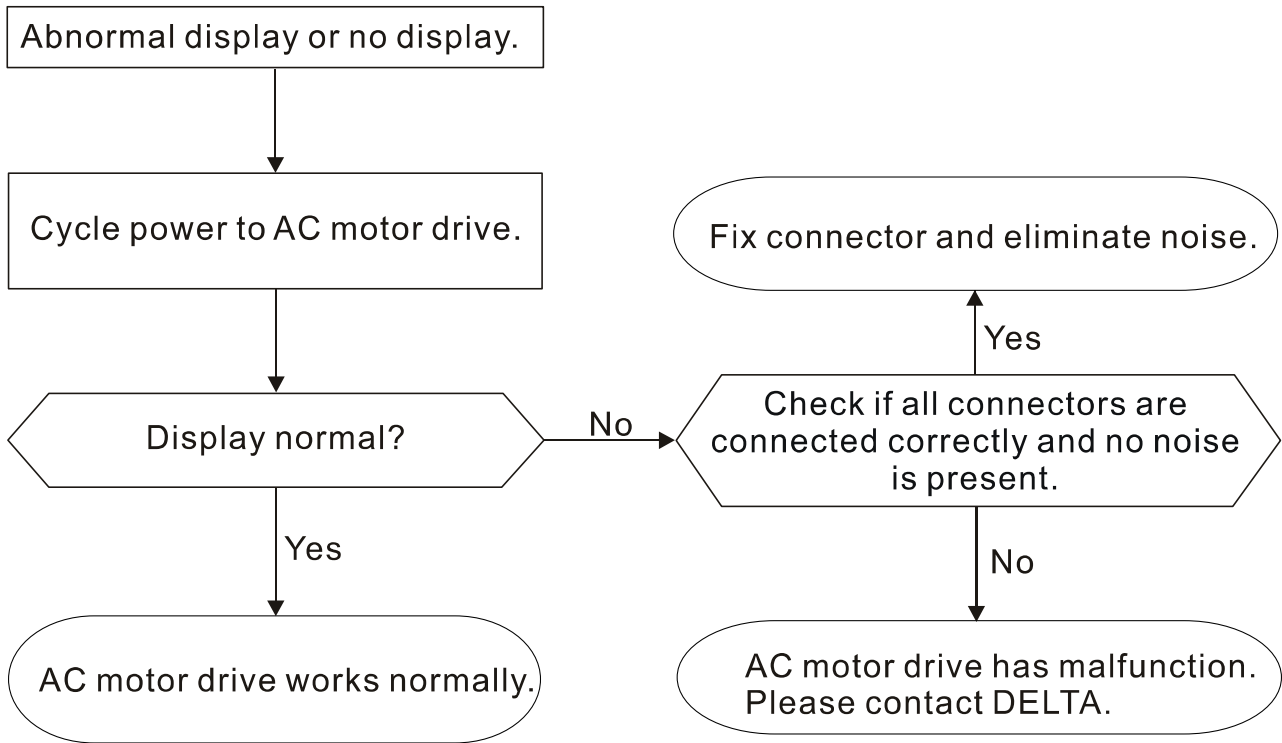 Abnormal display or no display.
Cycle power to AC motor drive.
Display normal?
Yes
AC motor drive works normally.
No
Check if all connectors are
connected correctly and no noise
is present.
Yes
Fix connector and eliminate noise.
No
AC motor drive has malfunction.
Please contact DELTA.